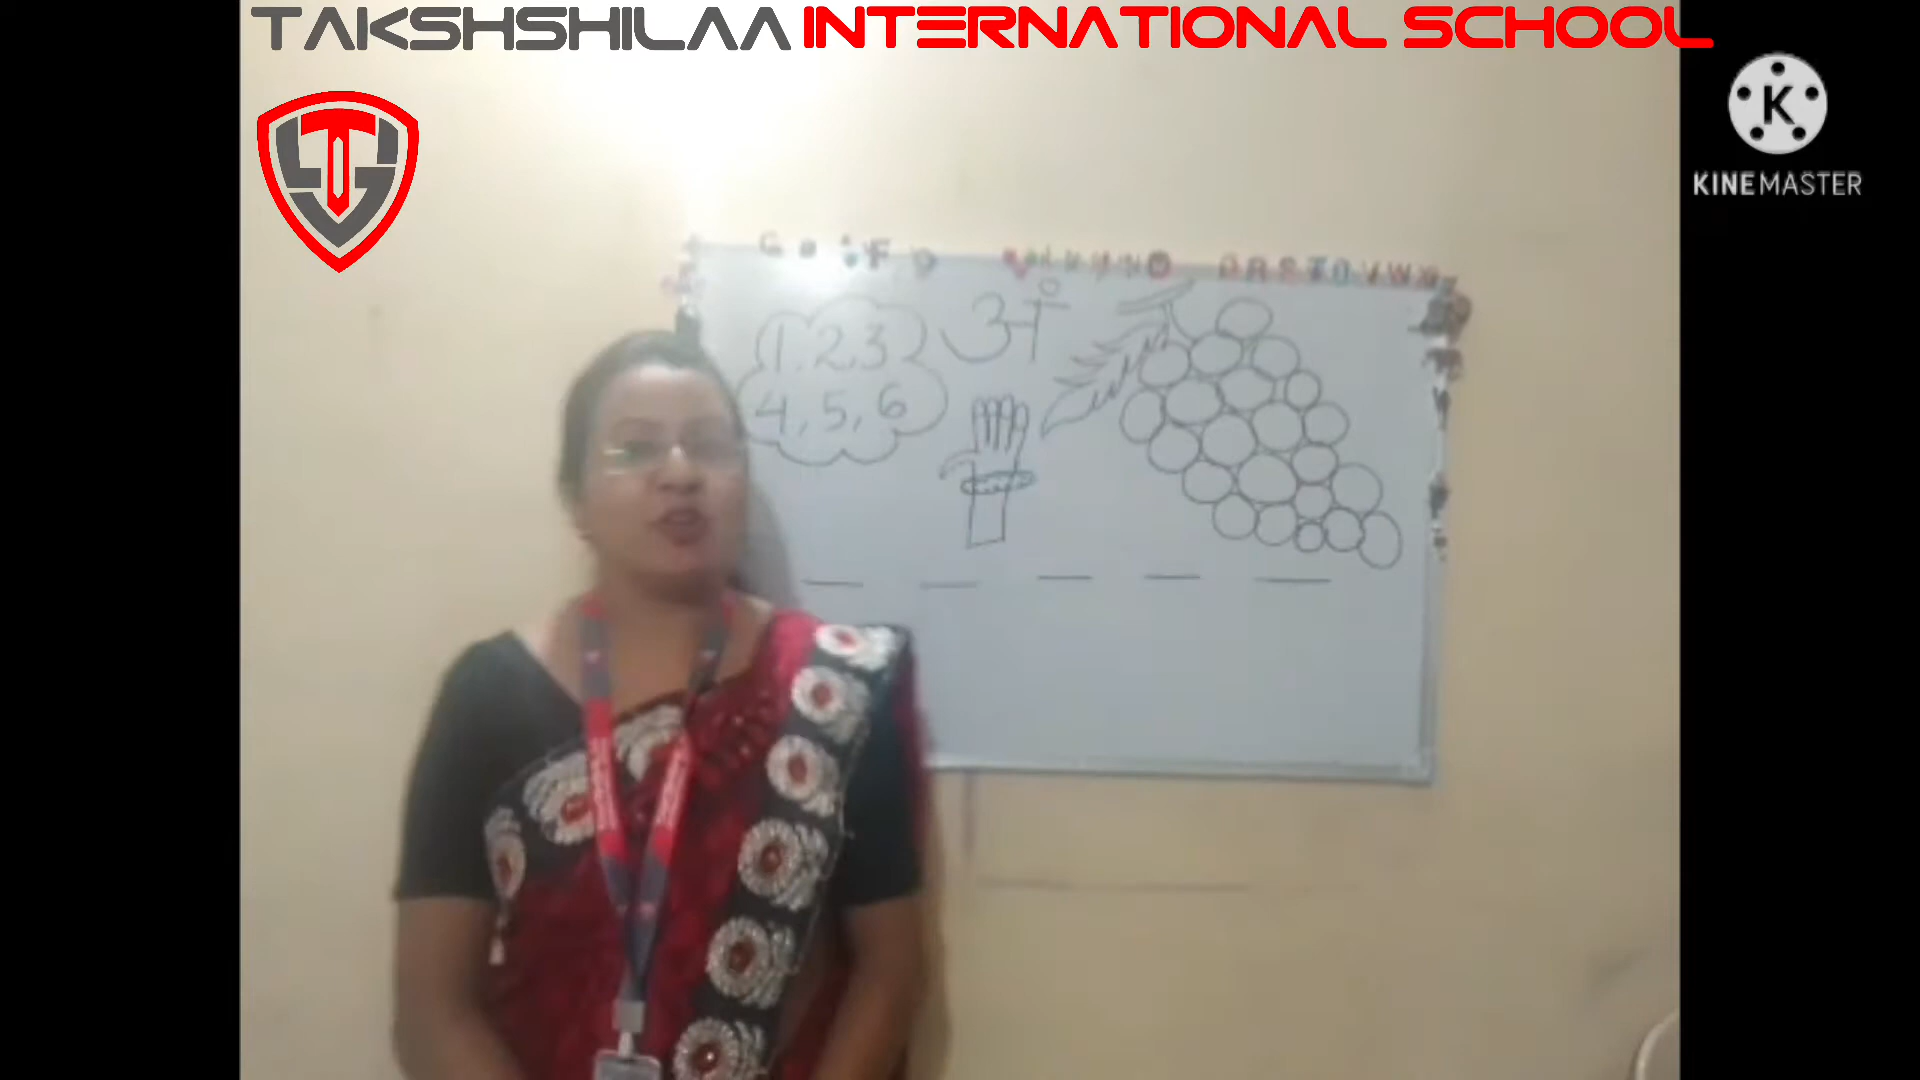 TAKSHSHILAA INTERNATIONAL SCHOOL
K
KINEMASTER
1, 2, 3
4, 5, 6
अं